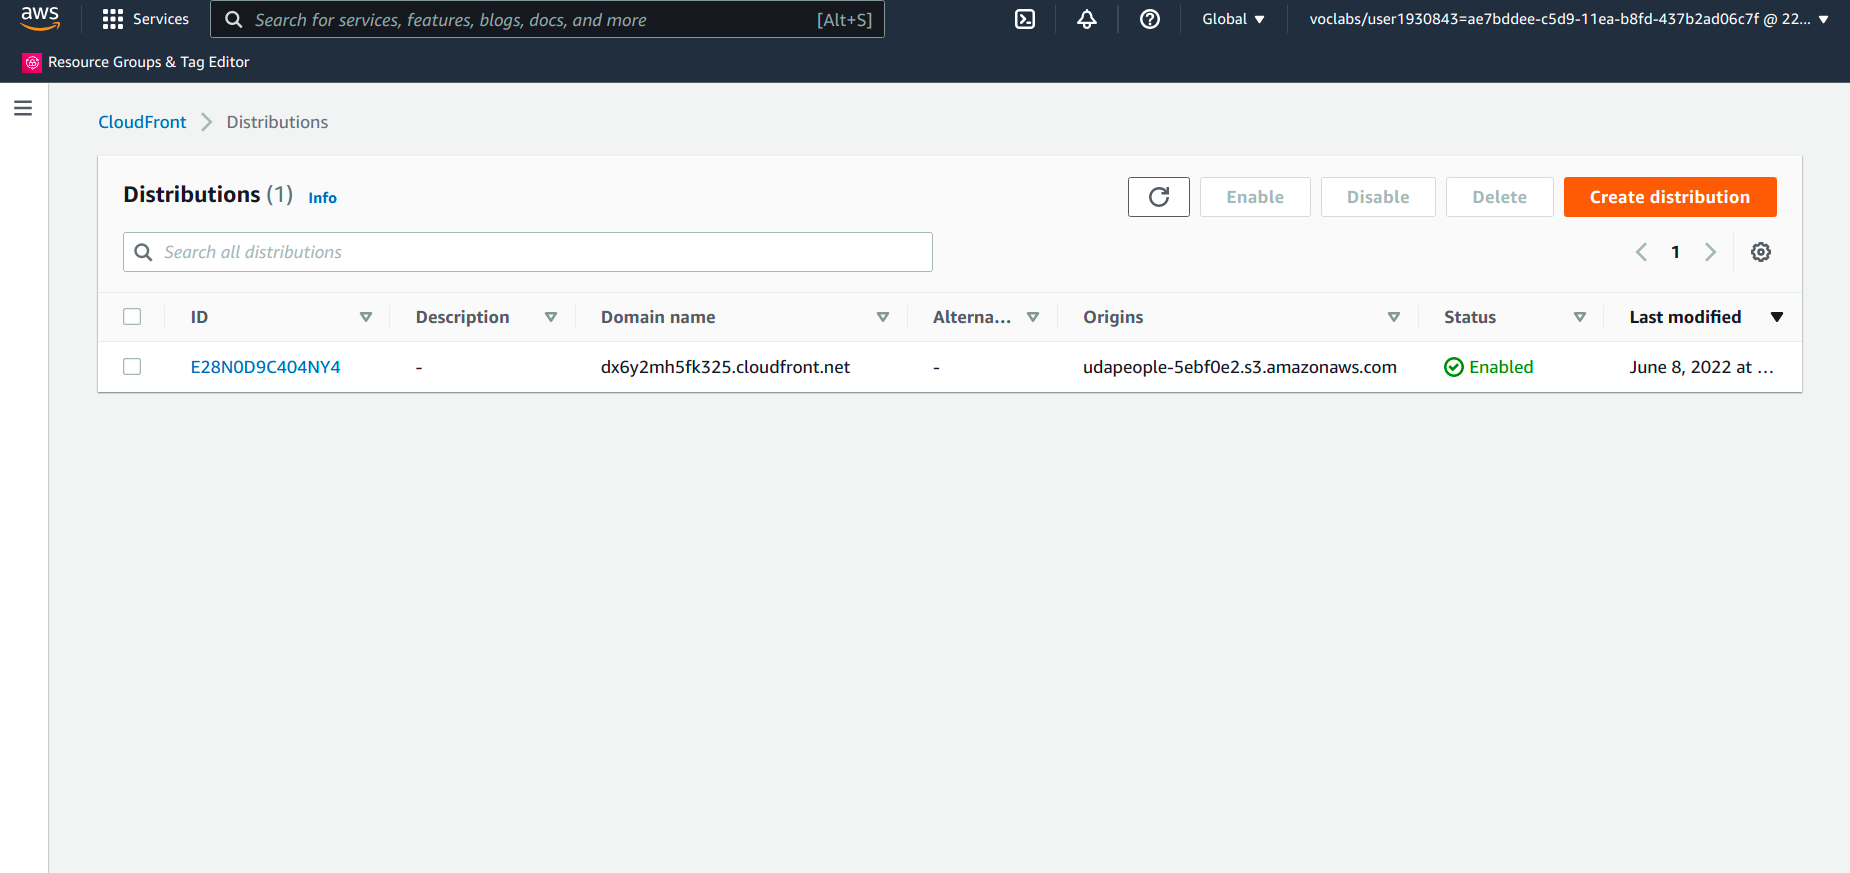 aws Services Search for services, features, blogs, docs, and more [Alt+S] Global voclabs/user1930843=ae7bddee-c5d9-11ea-b8fd-437b2ad06c7f @ 22...
Resource Groups & Tag Editor
CloudFront Distributions
Distributions (1) Info Enable Disable Delete Create distribution
Search all distributions 1
ID Description Domain name Alterna... Origins Status Last modified
E28N0D9C404NY4 - dx6y2mh5fk325.cloudfront.net - udapeople-5ebf0e2.s3.amazonaws.com Enabled June 8, 2022 at ...